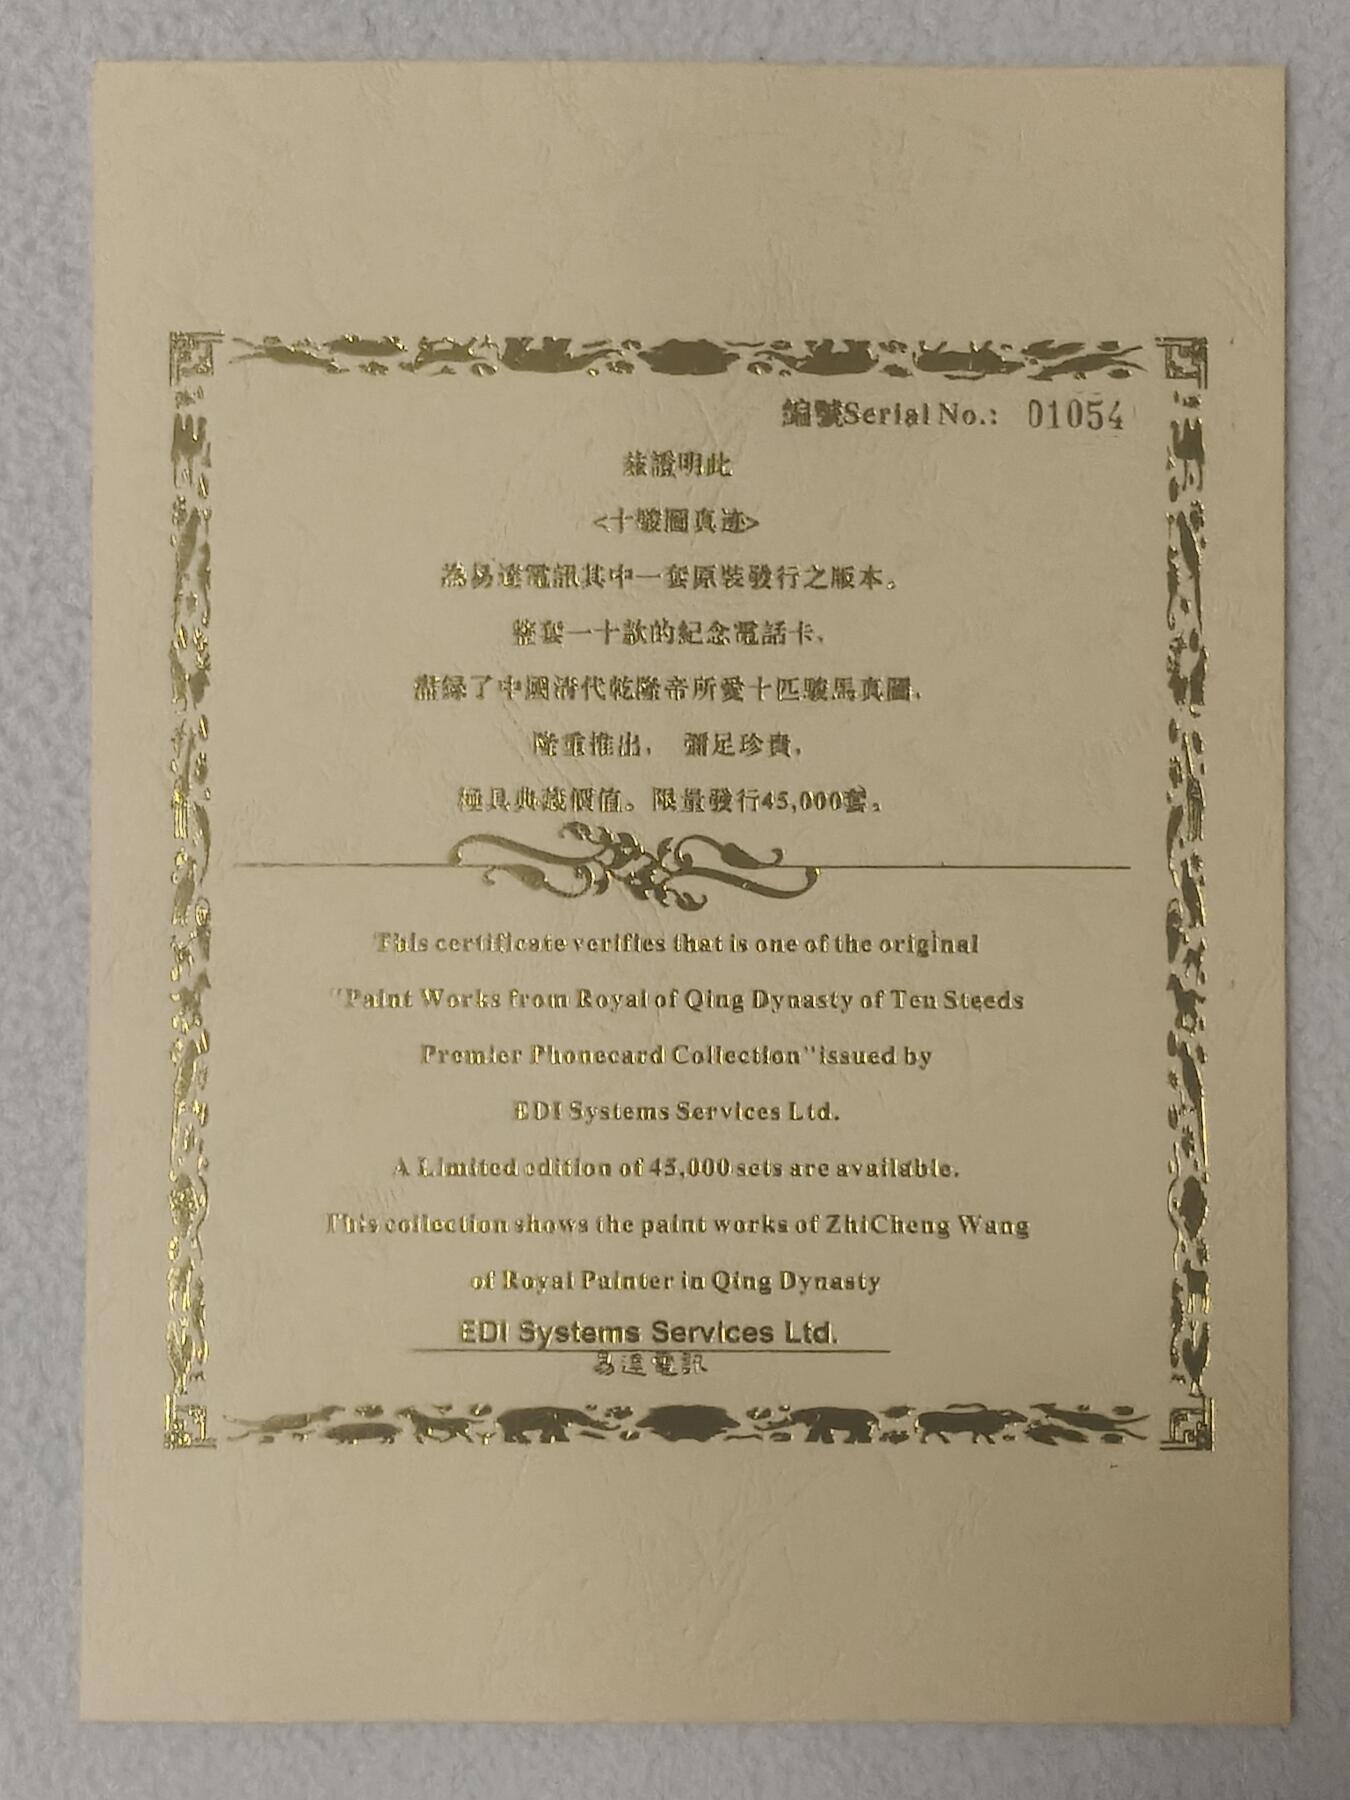 編號Serial No.: 01054
茲證明此
<十駿圖真迹>
為易達電訊其中一套原裝發行之版本。
整套一十款的紀念電話卡，
盡錄了中國清代乾隆帝所愛十匹駿馬真圖，
隆重推出， 彌足珍貴，
極具典藏價值。限量發行45,000套。
This certificate verifies that is one of the original
"Paint Works from Royal of Qing Dynasty of Ten Steeds
Premier Phonecard Collection"issued by
EDI Systems Services Ltd.
A Limited edition of 45,000 sets are available.
This collection shows the paint works of ZhiCheng Wang
of Royal Painter in Qing Dynasty
EDI Systems Services Ltd.
易達電訊